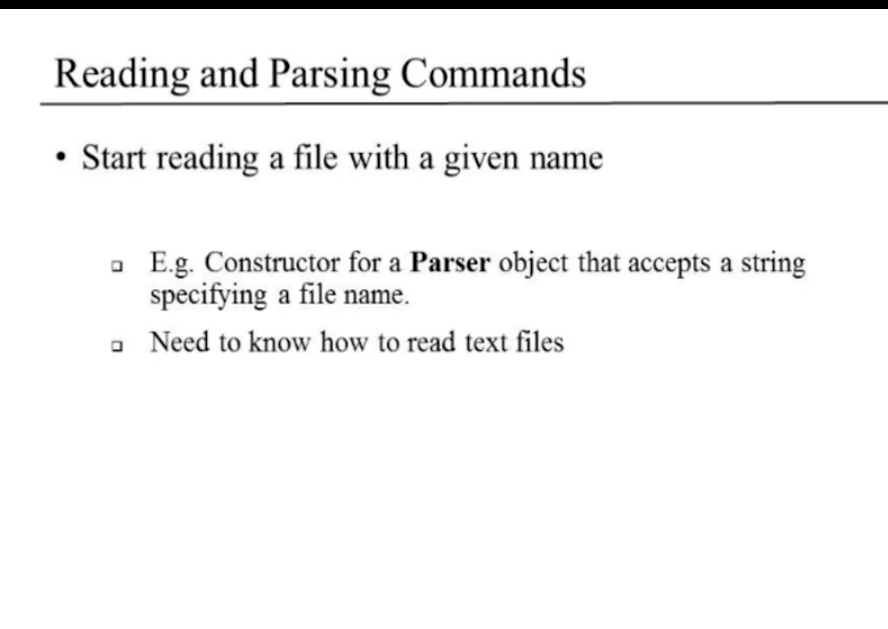 Reading and Parsing Commands
• Start reading a file with a given name
▫ E.g. Constructor for a Parser object that accepts a string
specifying a file name.
▫ Need to know how to read text files